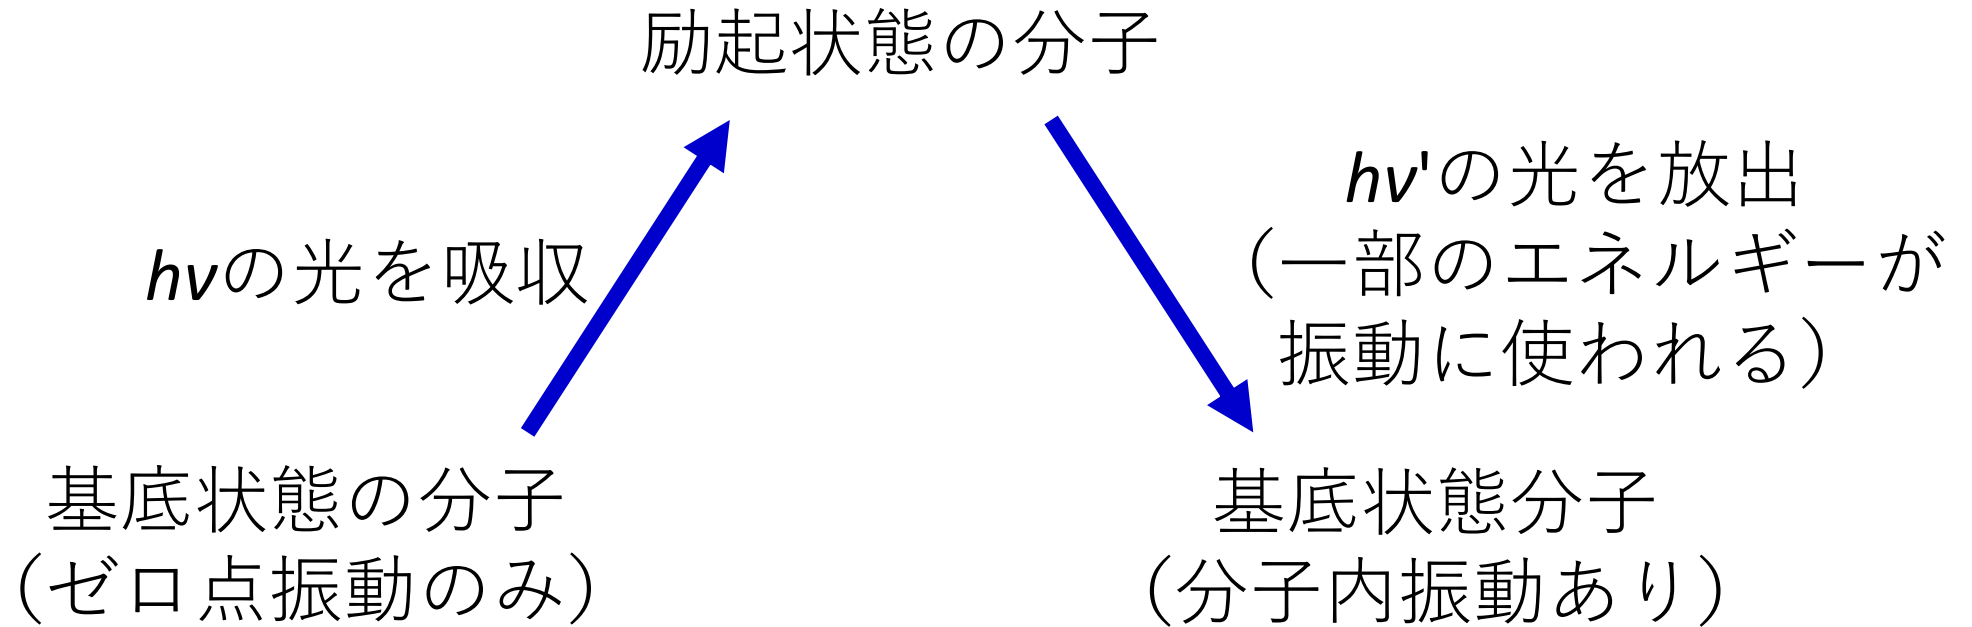 励起状態の分子
hνの光を吸収
hν'の光を放出
（一部のエネルギーが
振動に使われる）
基底状態の分子
（ゼロ点振動のみ）
基底状態分子
（分子内振動あり）